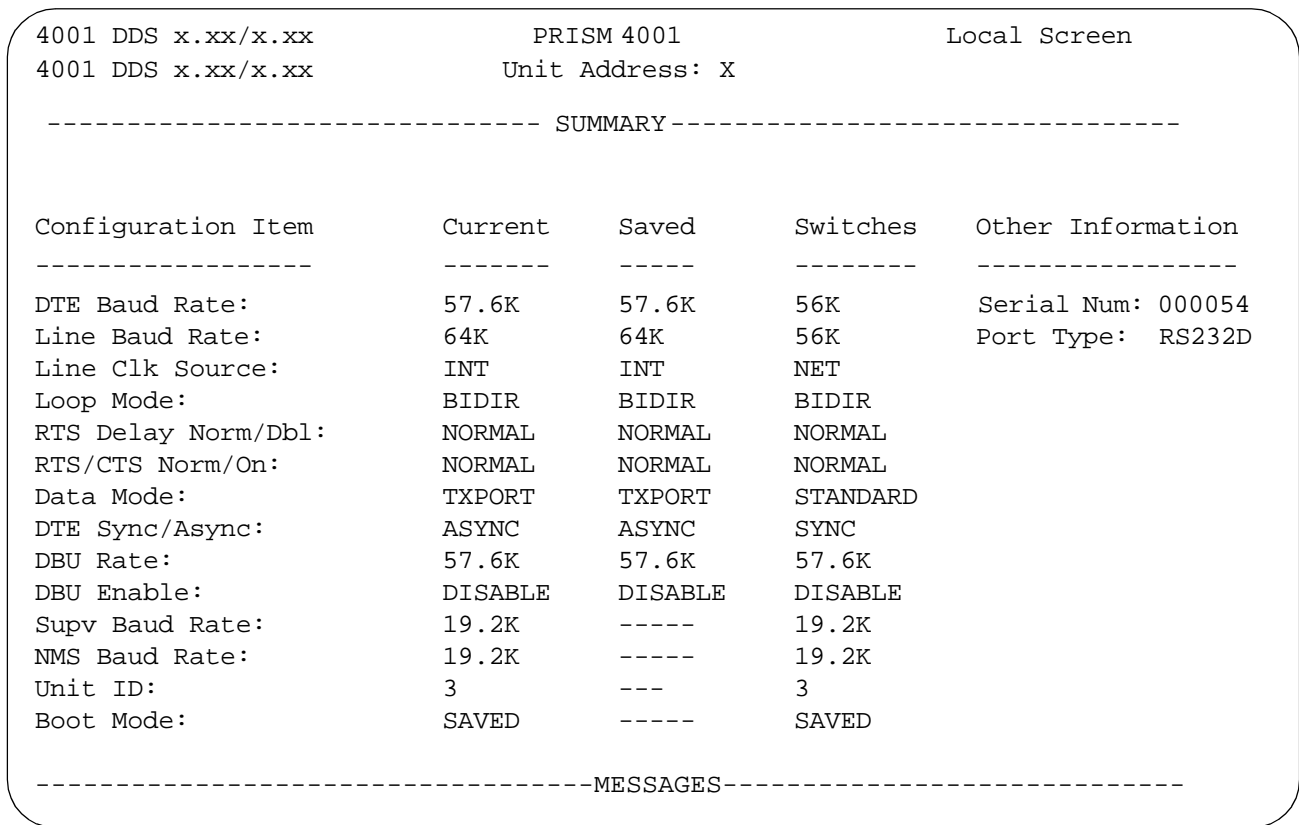 4001 DDS x.xx/x.xx PRISM 4001 Local Screen
4001 DDS x.xx/x.xx Unit Address: X
------------------------------- SUMMARY--------------------------------
Configuration Item Current Saved Switches Other Information
------------------ ------- ----- -------- -----------------
DTE Baud Rate: 57.6K 57.6K 56K Serial Num: 000054
Line Baud Rate: 64K 64K 56K Port Type: RS232D
Line Clk Source: INT INT NET
Loop Mode: BIDIR BIDIR BIDIR
RTS Delay Norm/Dbl: NORMAL NORMAL NORMAL
RTS/CTS Norm/On: NORMAL NORMAL NORMAL
Data Mode: TXPORT TXPORT STANDARD
DTE Sync/Async: ASYNC ASYNC SYNC
DBU Rate: 57.6K 57.6K 57.6K
DBU Enable: DISABLE DISABLE DISABLE
Supv Baud Rate: 19.2K ----- 19.2K
NMS Baud Rate: 19.2K ----- 19.2K
Unit ID: 3 --- 3
Boot Mode: SAVED ----- SAVED
-----------------------------------MESSAGES-----------------------------